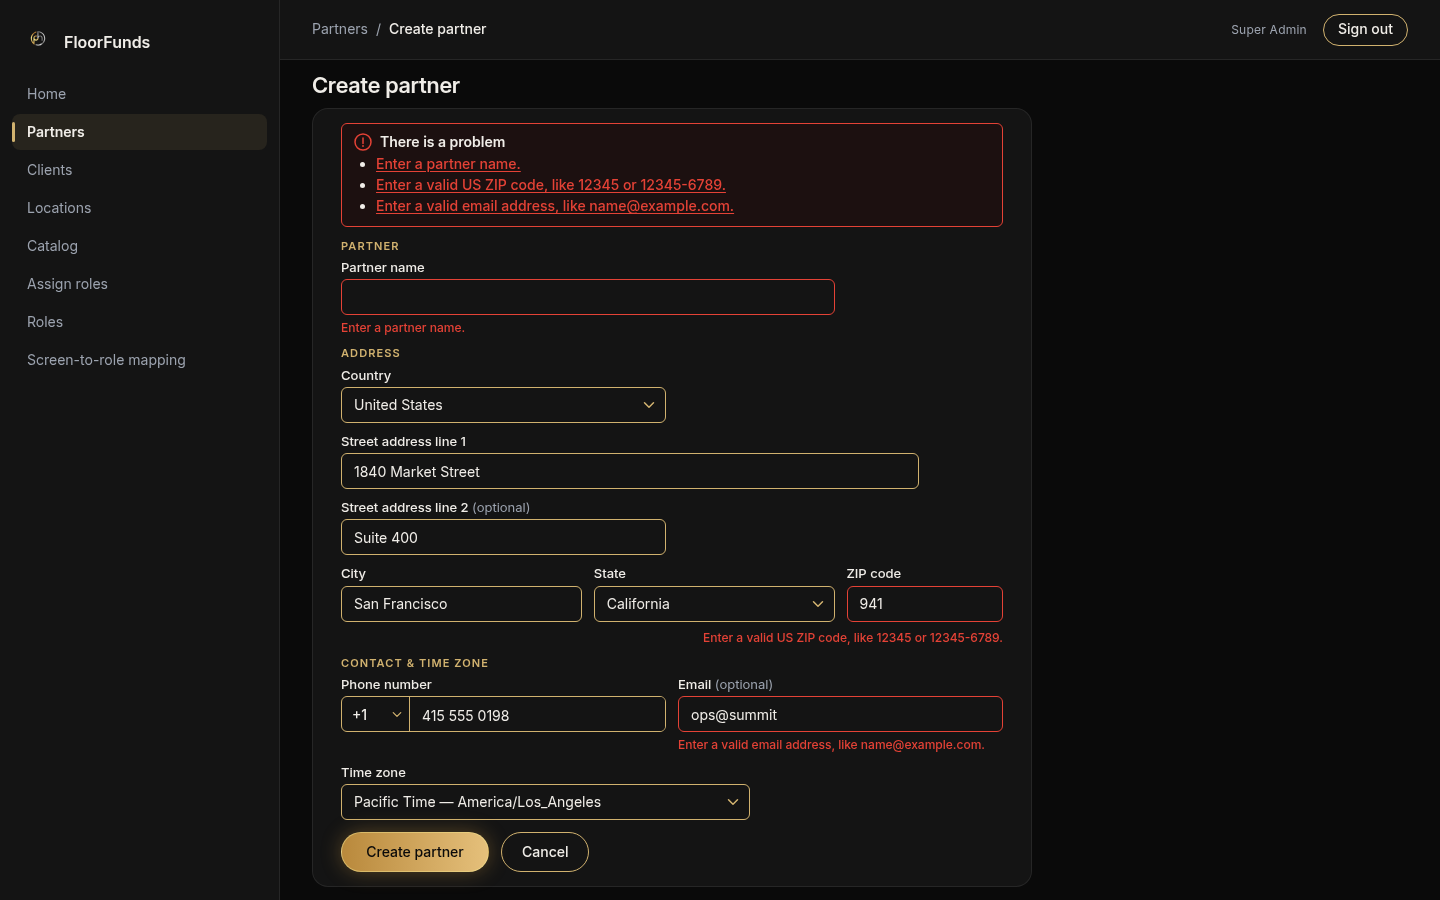 FloorFunds
Home
Partners
Clients
Locations
Catalog
Assign roles
Roles
Screen-to-role mapping
Partners / Create partner
Super Admin
Sign out
Create partner
There is a problem
Enter a partner name.
Enter a valid US ZIP code, like 12345 or 12345-6789.
Enter a valid email address, like name@example.com.
PARTNER
Partner name
Enter a partner name.
ADDRESS
Country
United States
Street address line 1
1840 Market Street
Street address line 2 (optional)
Suite 400
City State ZIP code
San Francisco California 941
Enter a valid US ZIP code, like 12345 or 12345-6789.
CONTACT & TIME ZONE
Phone number Email (optional)
+1 415 555 0198 ops@summit
Enter a valid email address, like name@example.com.
Time zone
Pacific Time — America/Los_Angeles
Create partner Cancel